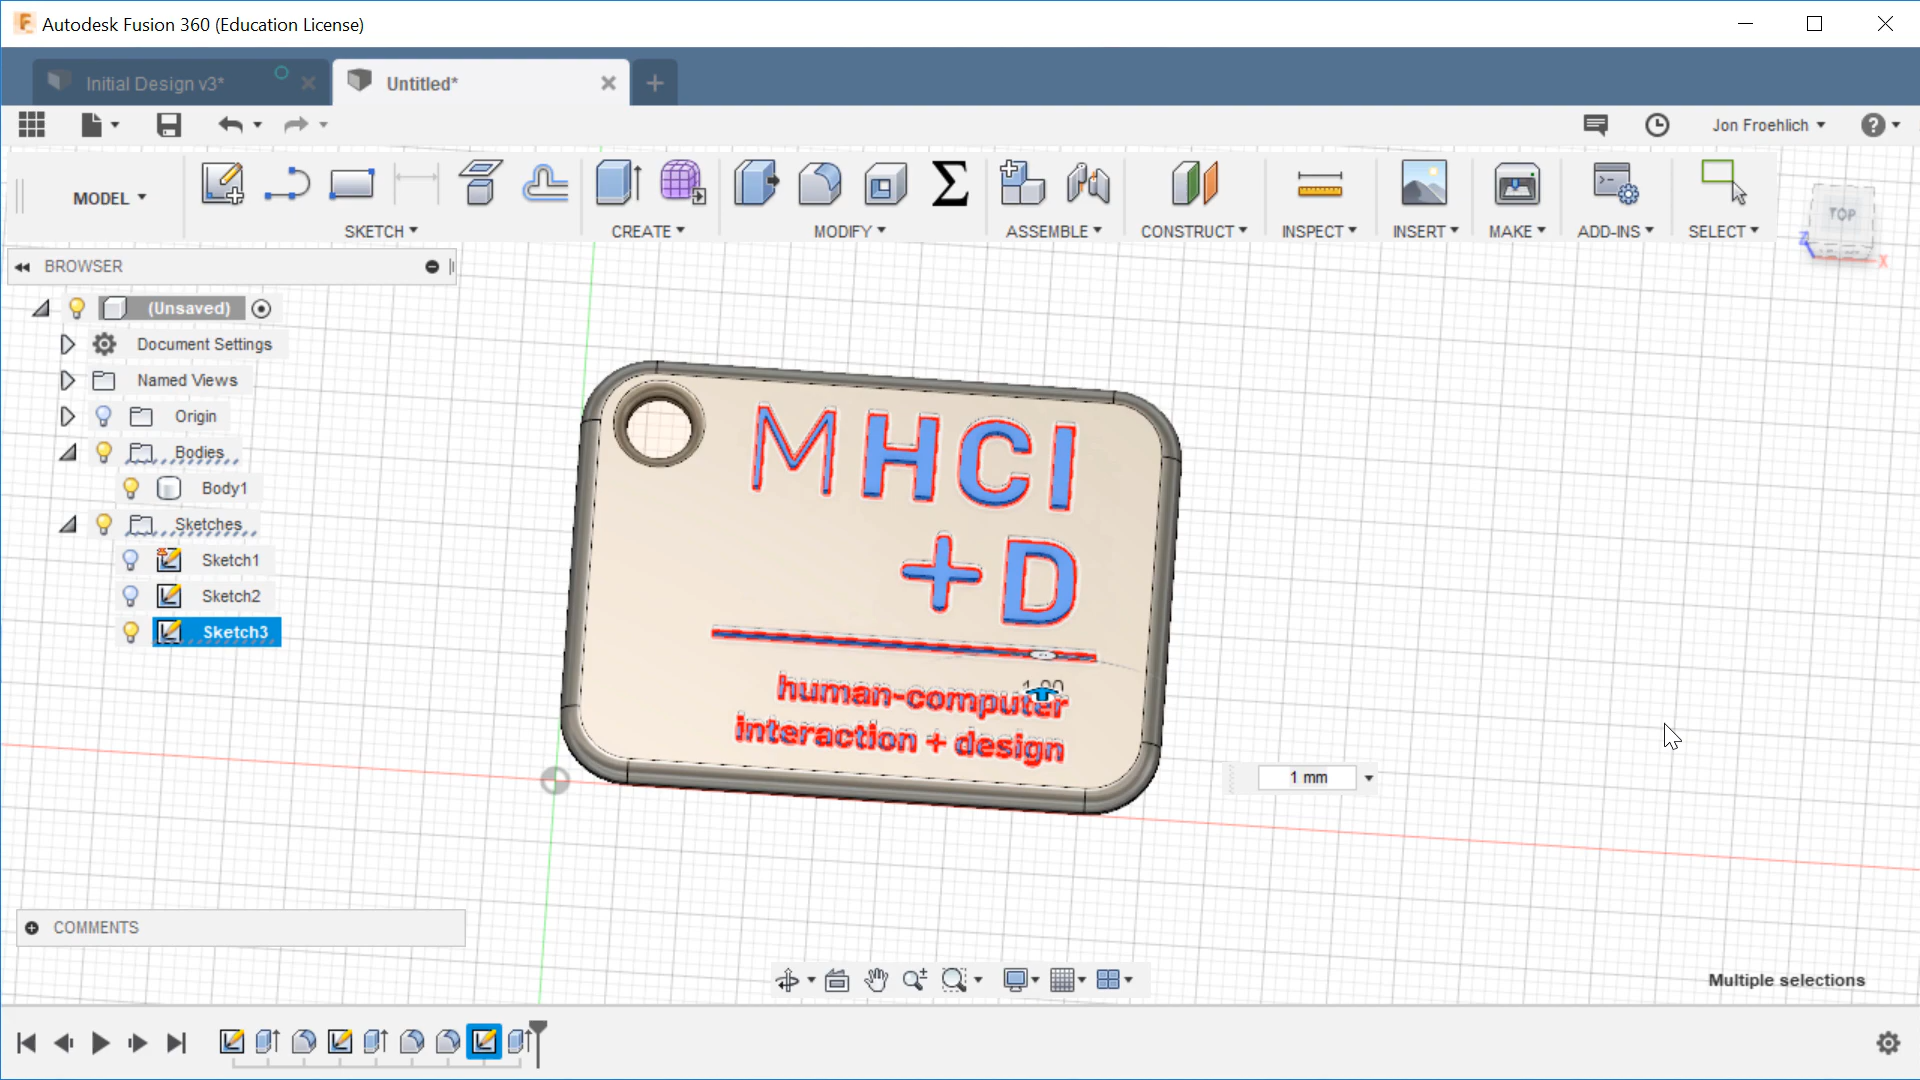 Autodesk Fusion 360 (Education License)
Initial Design v3*
Untitled*
Jon Froehlich
MODEL
SKETCH
CREATE
MODIFY
ASSEMBLE
CONSTRUCT
INSPECT
INSERT
MAKE
ADD-INS
SELECT
TOP
Z
X
BROWSER
(Unsaved)
Document Settings
Named Views
Origin
Bodies
Body1
Sketches
Sketch1
Sketch2
Sketch3
MHCI
+D
1.00
human-computer
interaction + design
1 mm
COMMENTS
Multiple selections